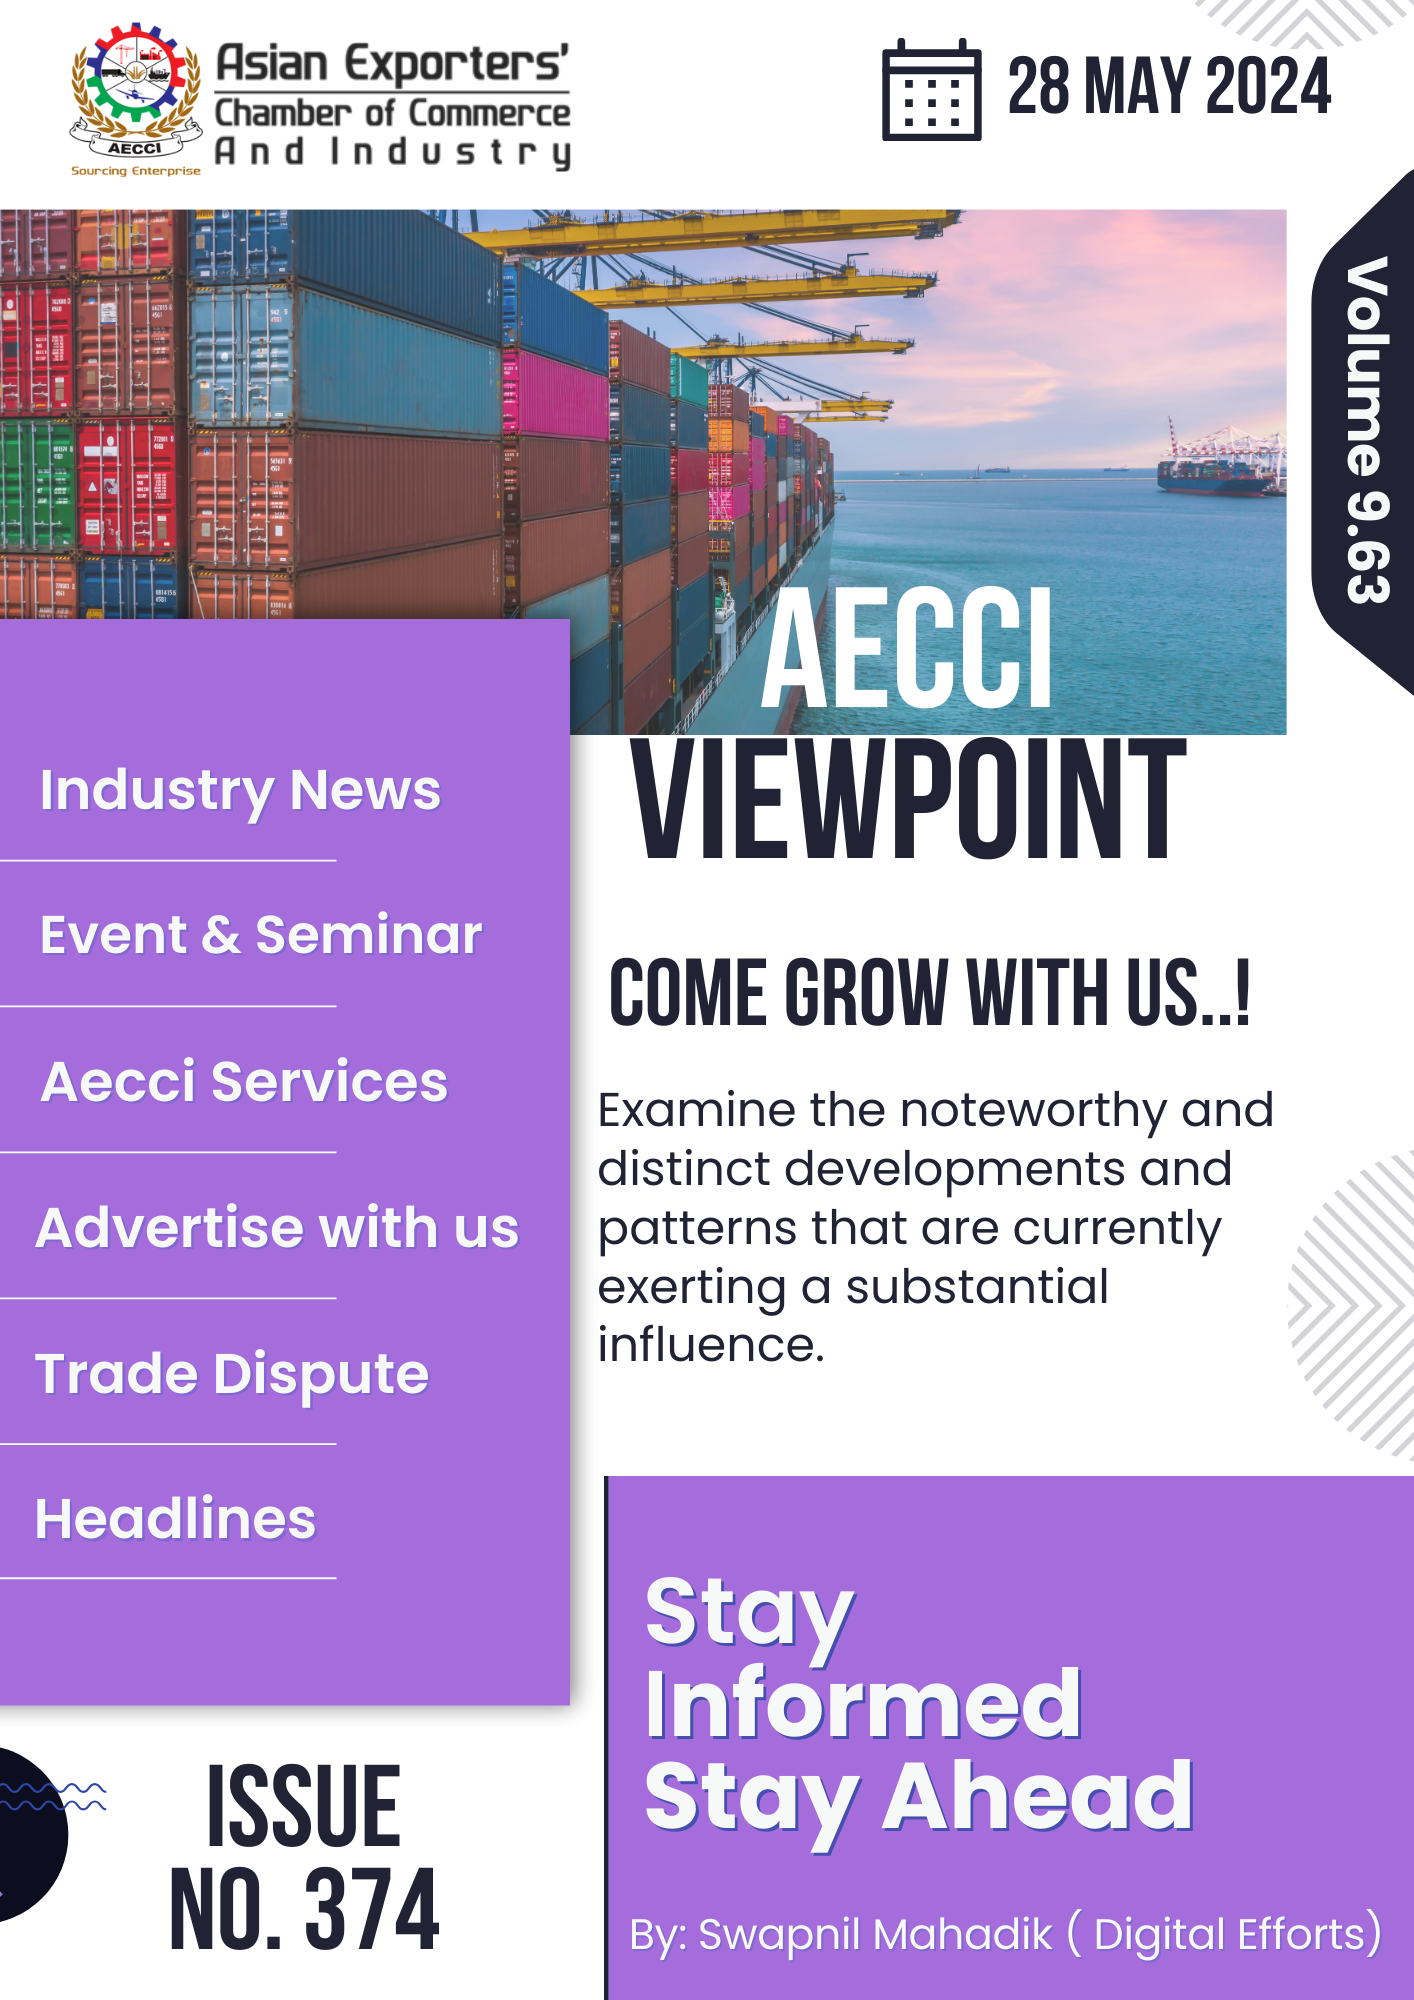 AECCI
Sourcing Enterprise
Asian Exporters'
Chamber of Commerce
And Industry
28 MAY 2024
Volume 9.63
AECCI
VIEWPOINT
Industry News
Event & Seminar
Aecci Services
Advertise with us
Trade Dispute
Headlines
COME GROW WITH US..!
Examine the noteworthy and
distinct developments and
patterns that are currently
exerting a substantial
influence.
ISSUE
NO. 374
Stay
Informed
Stay Ahead
By: Swapnil Mahadik ( Digital Efforts)